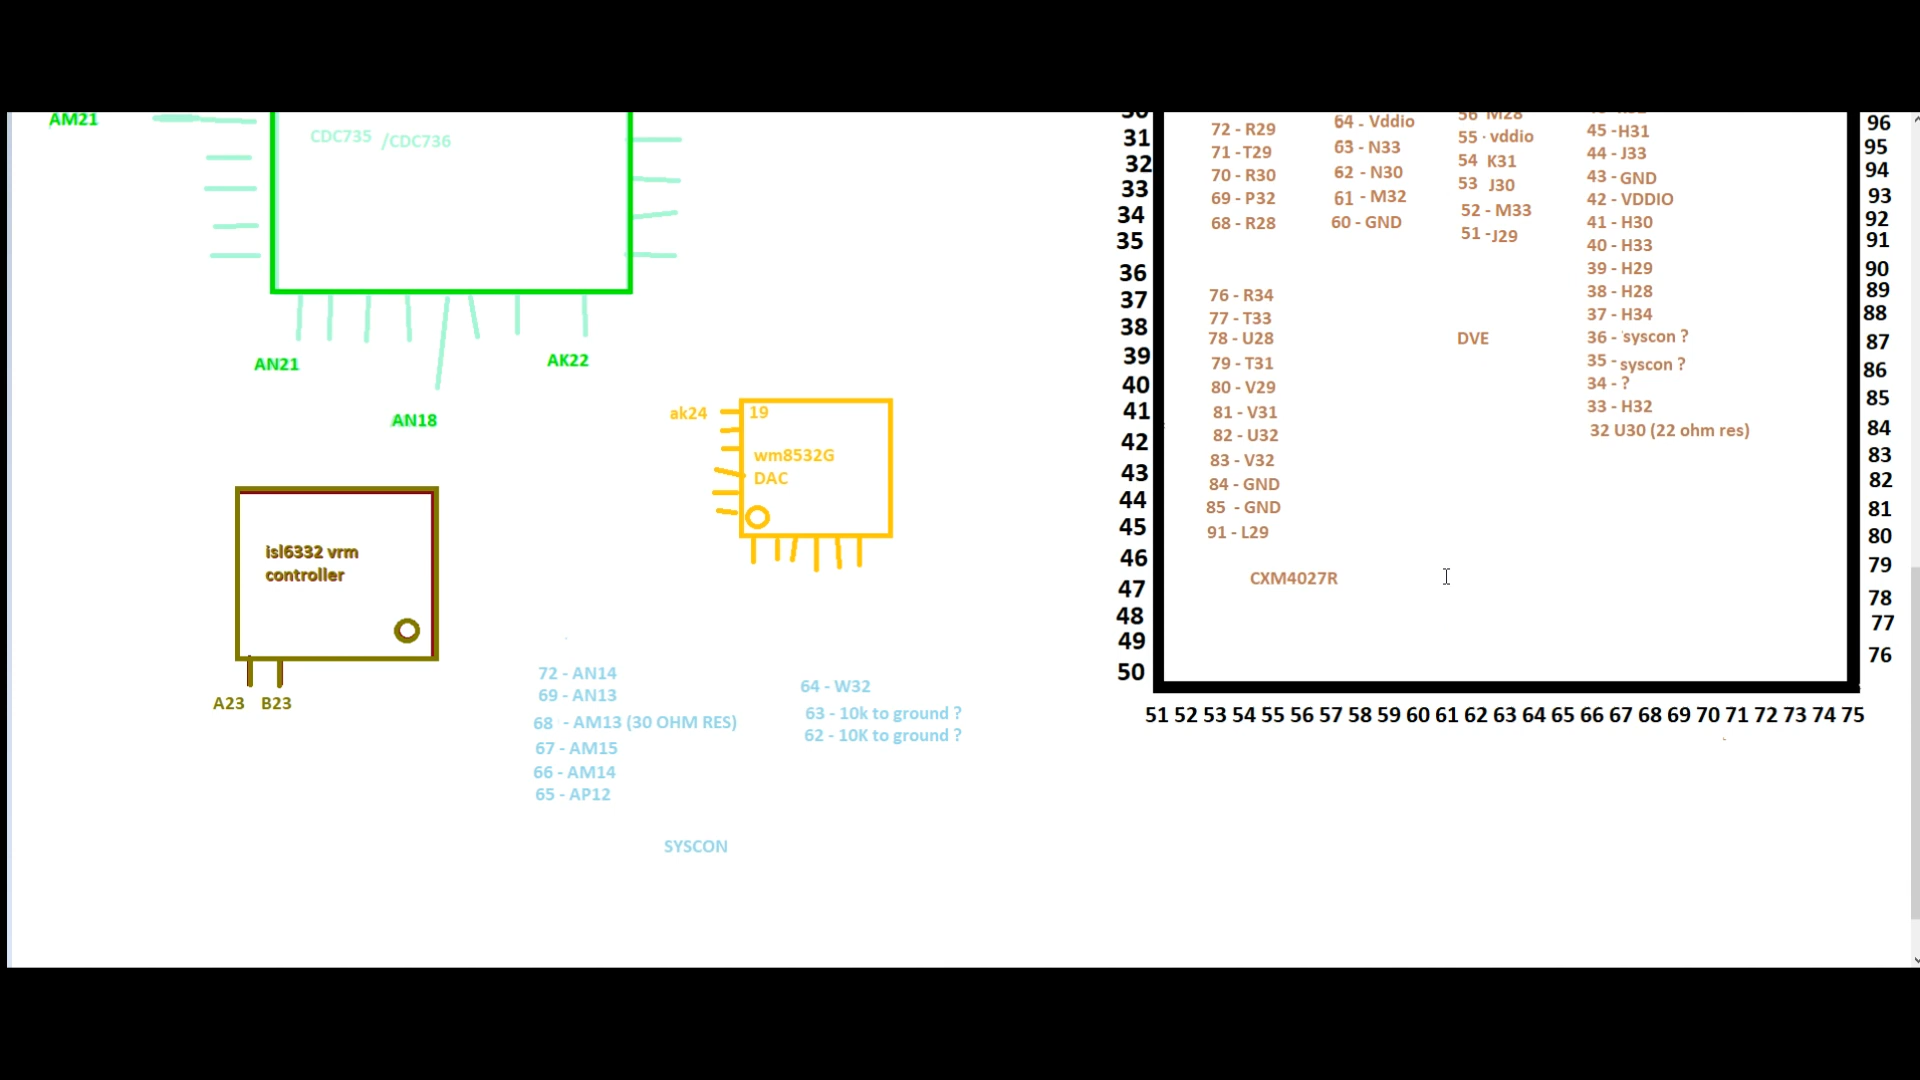 AM21
CDC735 /CDC736
AN21
AK22
AN18
ak24
19
wm8532G
DAC
isl6332 vrm
controller
A23 B23
72 - AN14
69 - AN13
68 - AM13 (30 OHM RES)
67 - AM15
66 - AM14
65 - AP12
64 - W32
63 - 10k to ground ?
62 - 10K to ground ?
SYSCON
31
32
33
34
35
36
37
38
39
40
41
42
43
44
45
46
47
48
49
50
72 - R29
71 -T29
70 - R30
69 - P32
68 - R28
64 - Vddio
63 - N33
62 - N30
61 - M32
60 - GND
56 M28
55 · vddio
54 K31
53 J30
52 - M33
51 -J29
45 -H31
44 - J33
43 - GND
42 - VDDIO
41 - H30
40 - H33
39 - H29
38 - H28
37 - H34
36 - syscon ?
35 - syscon ?
34 - ?
33 - H32
32 U30 (22 ohm res)
76 - R34
77 - T33
78 - U28
79 - T31
80 - V29
81 - V31
82 - U32
83 - V32
84 - GND
85 - GND
91 - L29
DVE
CXM4027R
96
95
94
93
92
91
90
89
88
87
86
85
84
83
82
81
80
79
78
77
76
51 52 53 54 55 56 57 58 59 60 61 62 63 64 65 66 67 68 69 70 71 72 73 74 75